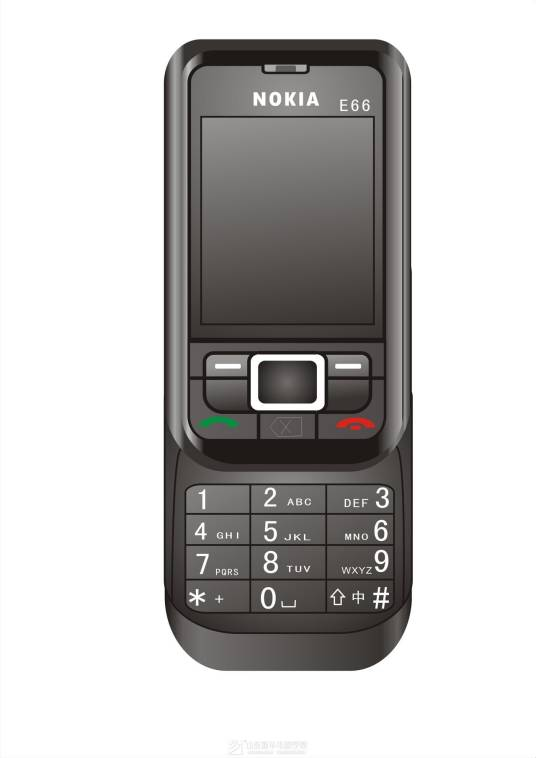 NOKIA
E66
1 2 ABC DEF 3
4 GHI 5 JKL MNO 6
7 PQRS 8 TUV WXYZ 9
* + 0 ⇧ 中 #